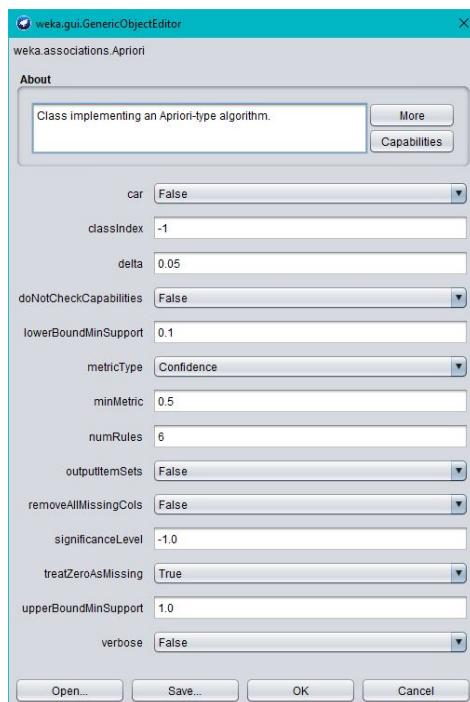 weka.gui.GenericObjectEditor
weka.associations.Apriori
About
Class implementing an Apriori-type algorithm.
More
Capabilities
car False
classIndex -1
delta 0.05
doNotCheckCapabilities False
lowerBoundMinSupport 0.1
metricType Confidence
minMetric 0.5
numRules 6
outputItemSets False
removeAllMissingCols False
significanceLevel -1.0
treatZeroAsMissing True
upperBoundMinSupport 1.0
verbose False
Open... Save... OK Cancel